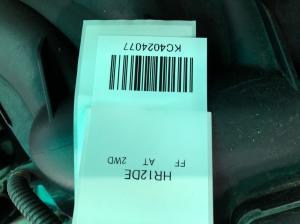 HR12DE
FF AT 2WD
KC4024077